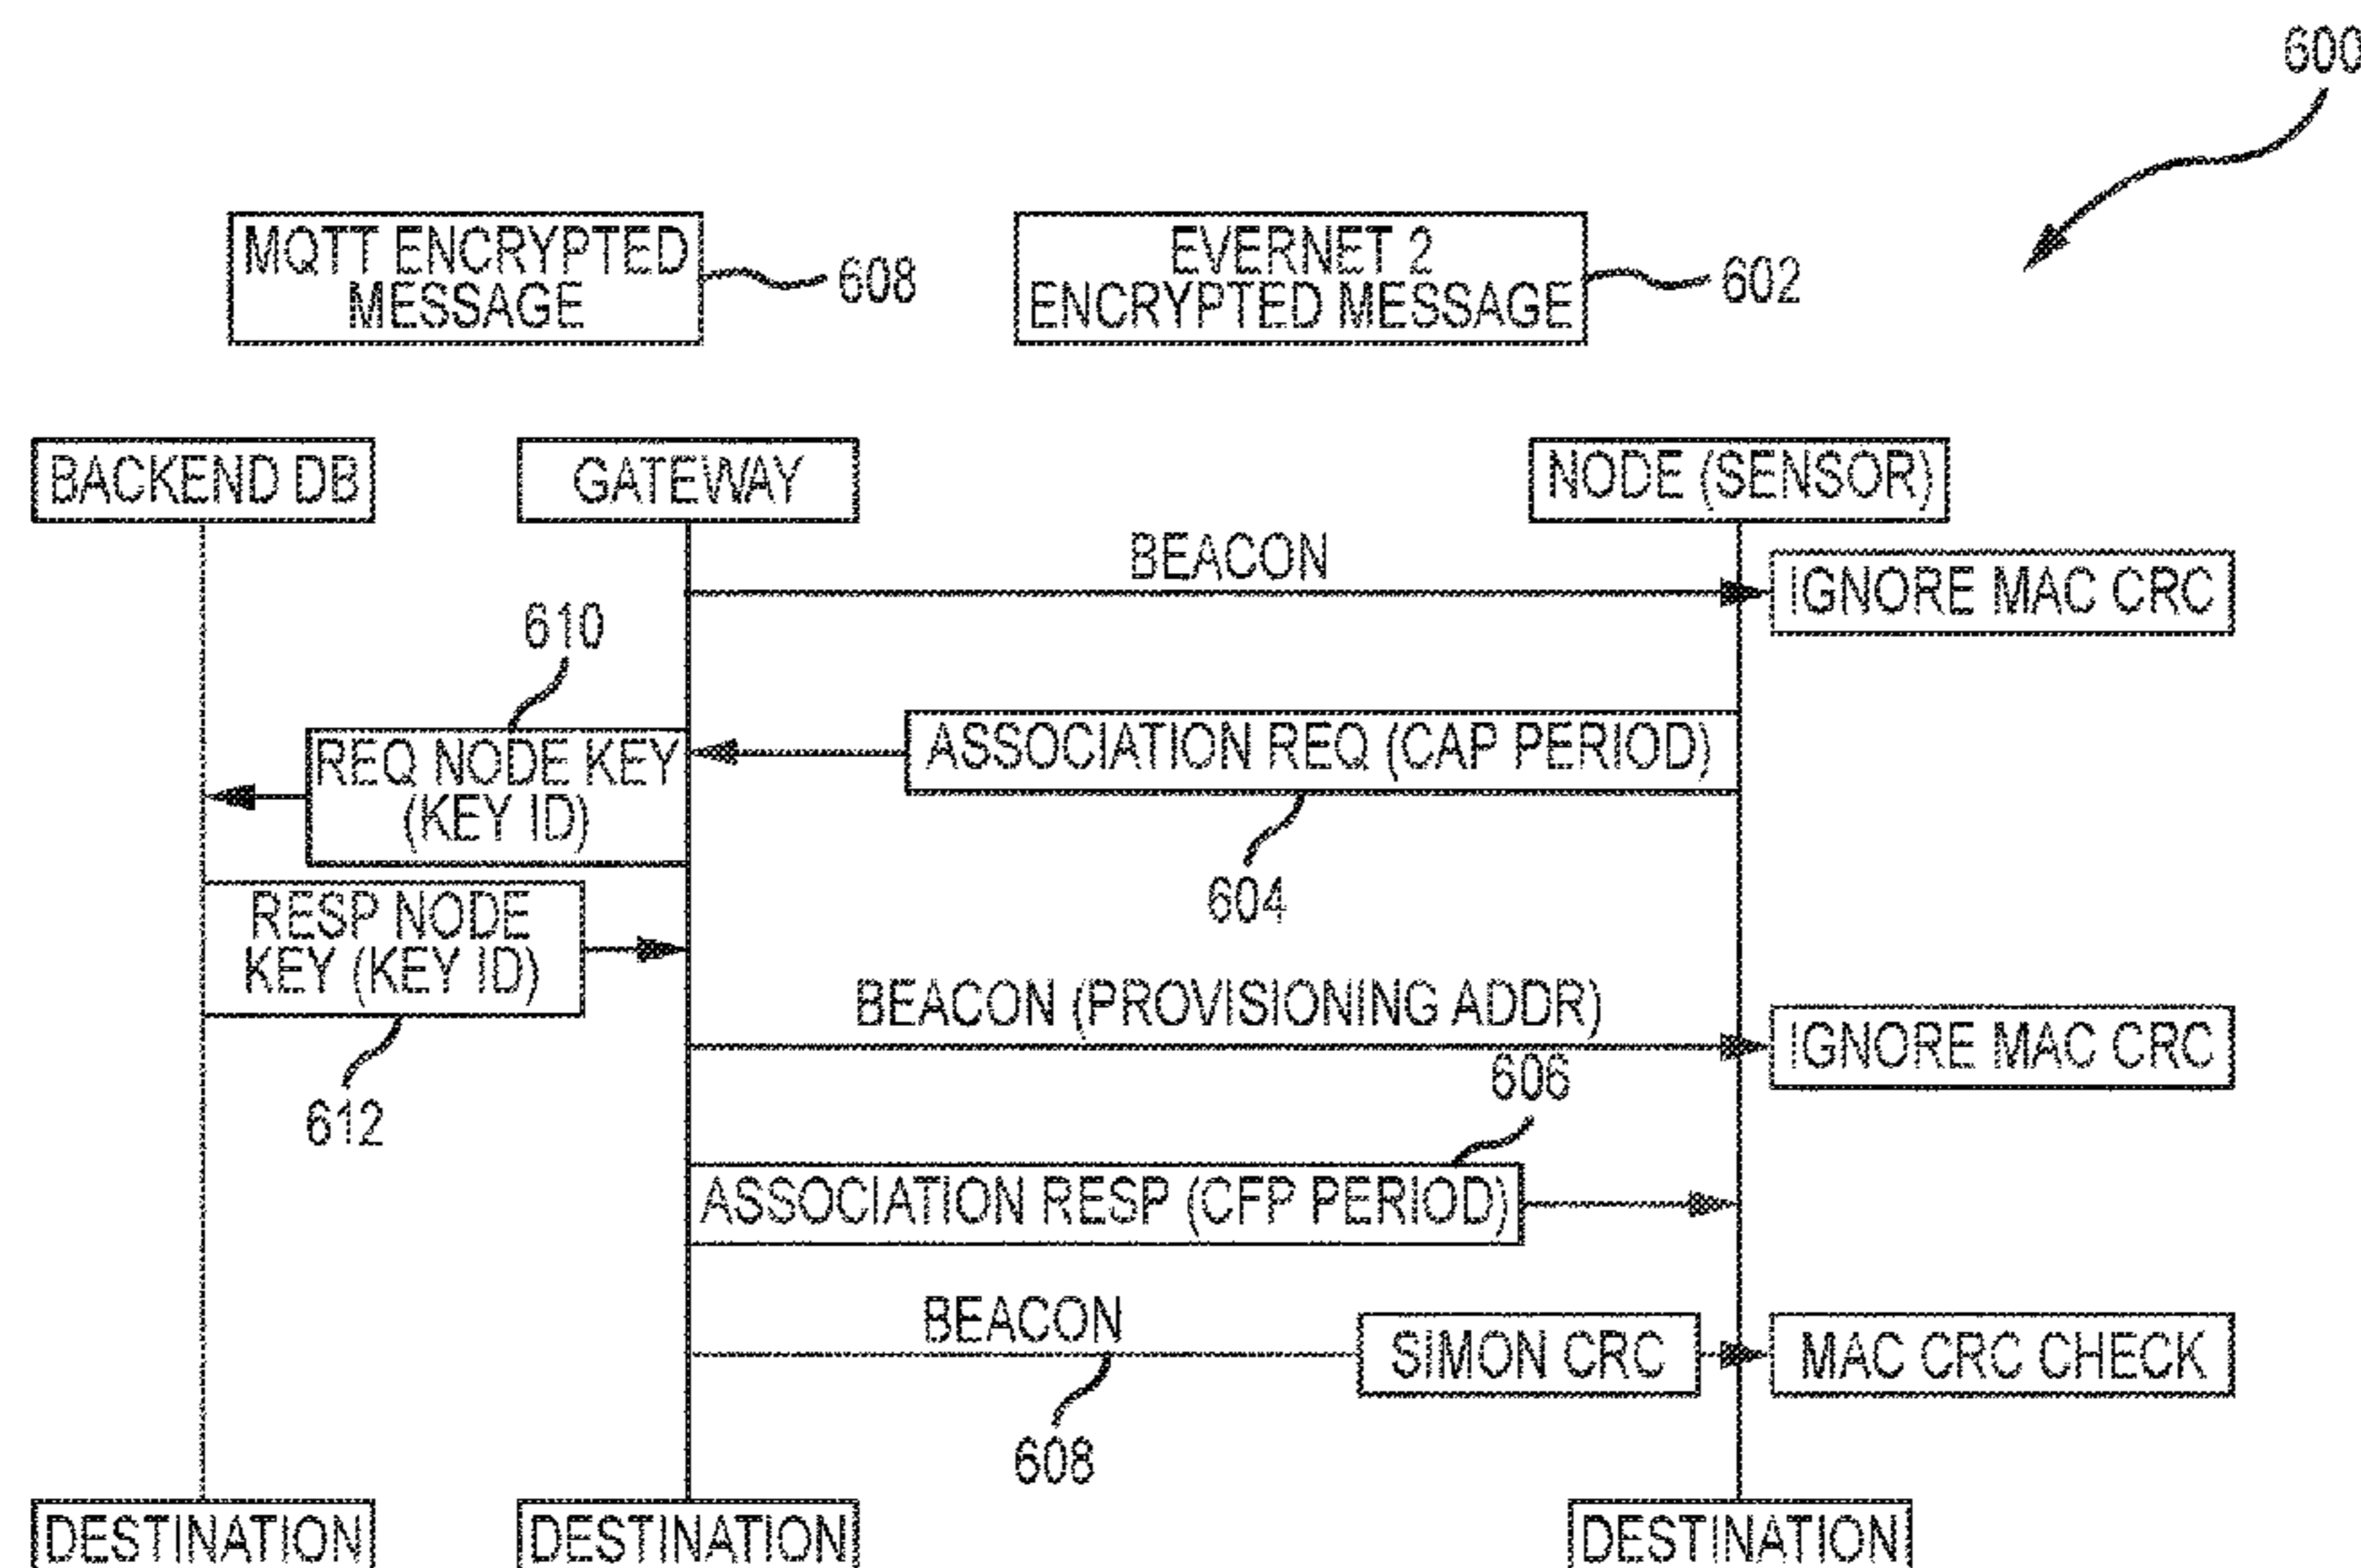 600
MQTT ENCRYPTED
MESSAGE
608
EVERNET 2
ENCRYPTED MESSAGE
602
BACKEND DB
GATEWAY
NODE (SENSOR)
BEACON
IGNORE MAC CRC
610
REQ NODE KEY
(KEY ID)
ASSOCIATION REQ (CAP PERIOD)
604
RESP NODE
KEY (KEY ID)
612
BEACON (PROVISIONING ADDR)
IGNORE MAC CRC
606
ASSOCIATION RESP (CFP PERIOD)
BEACON
608
SIMON CRC
MAC CRC CHECK
DESTINATION
DESTINATION
DESTINATION